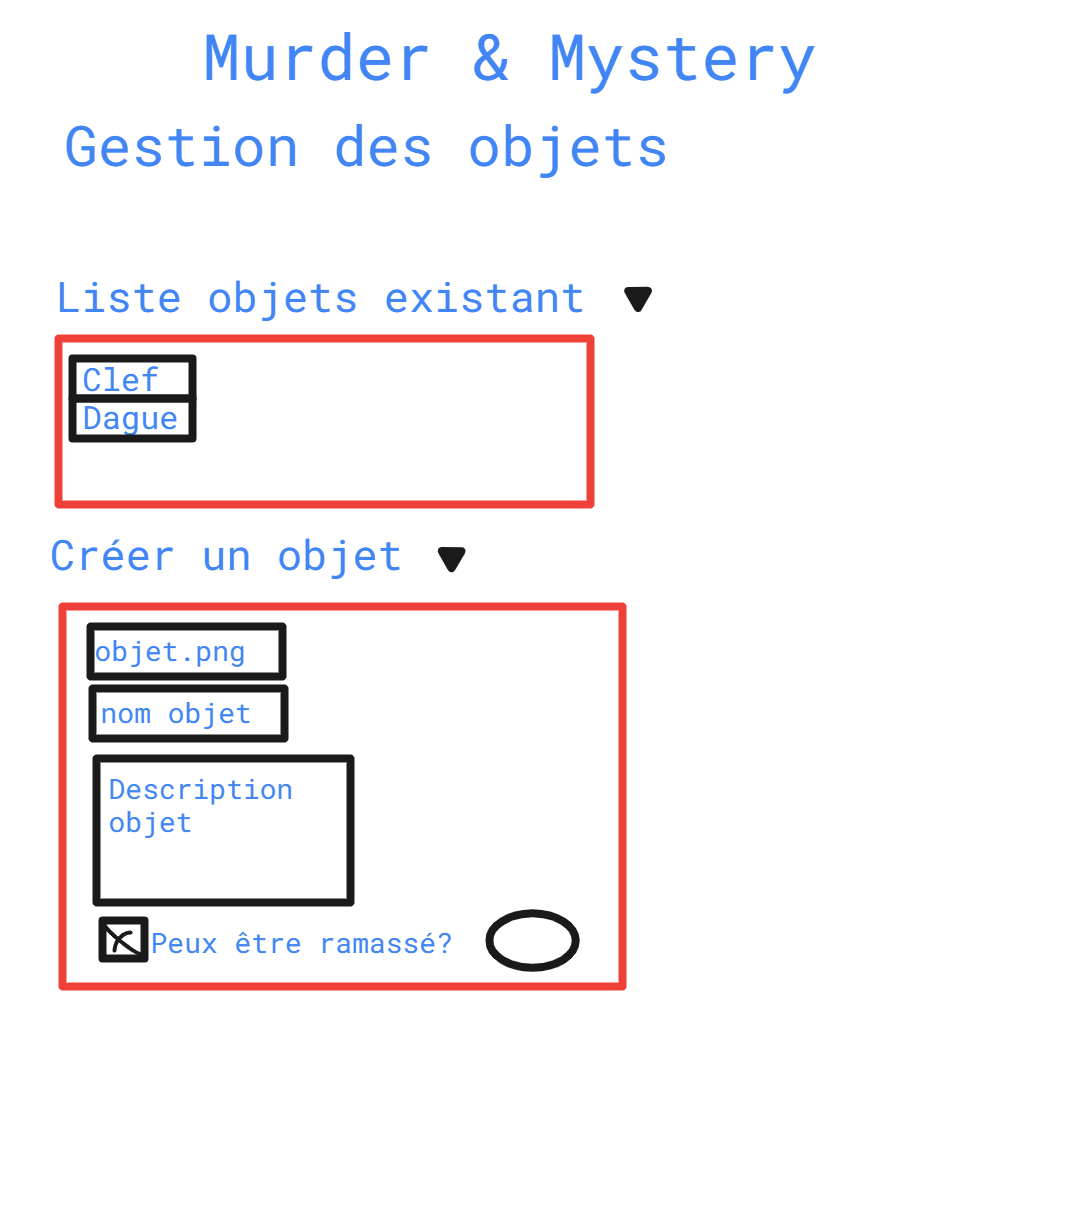 Murder & Mystery
Gestion des objets
Liste objets existant
Clef
Dague
Créer un objet
objet.png
nom objet
Description
objet
Peux être ramassé?